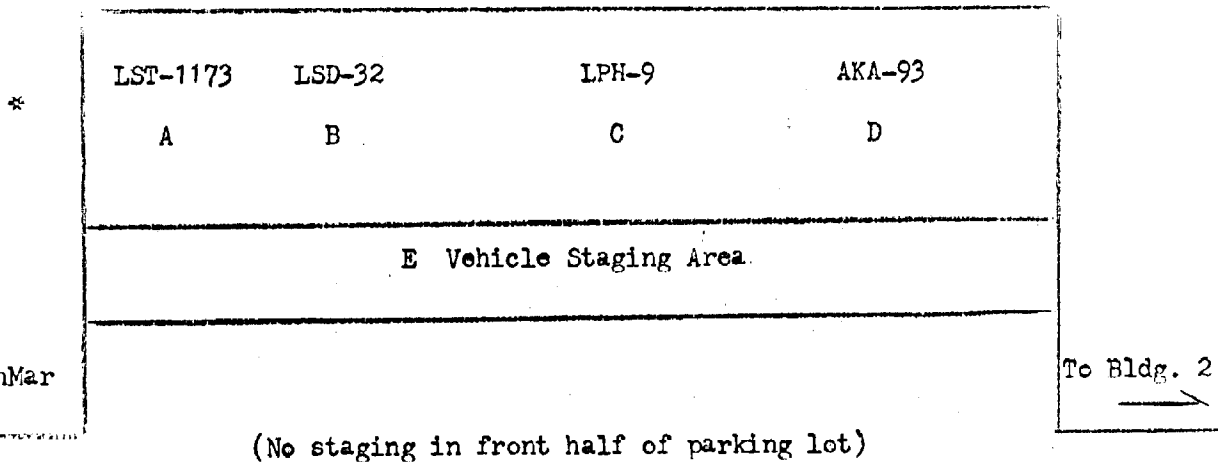 LST-1173 LSD-32 LPH-9 AKA-93
*
A B C D
E Vehicle Staging Area
nMar
To Bldg. 2
(No staging in front half of parking lot)